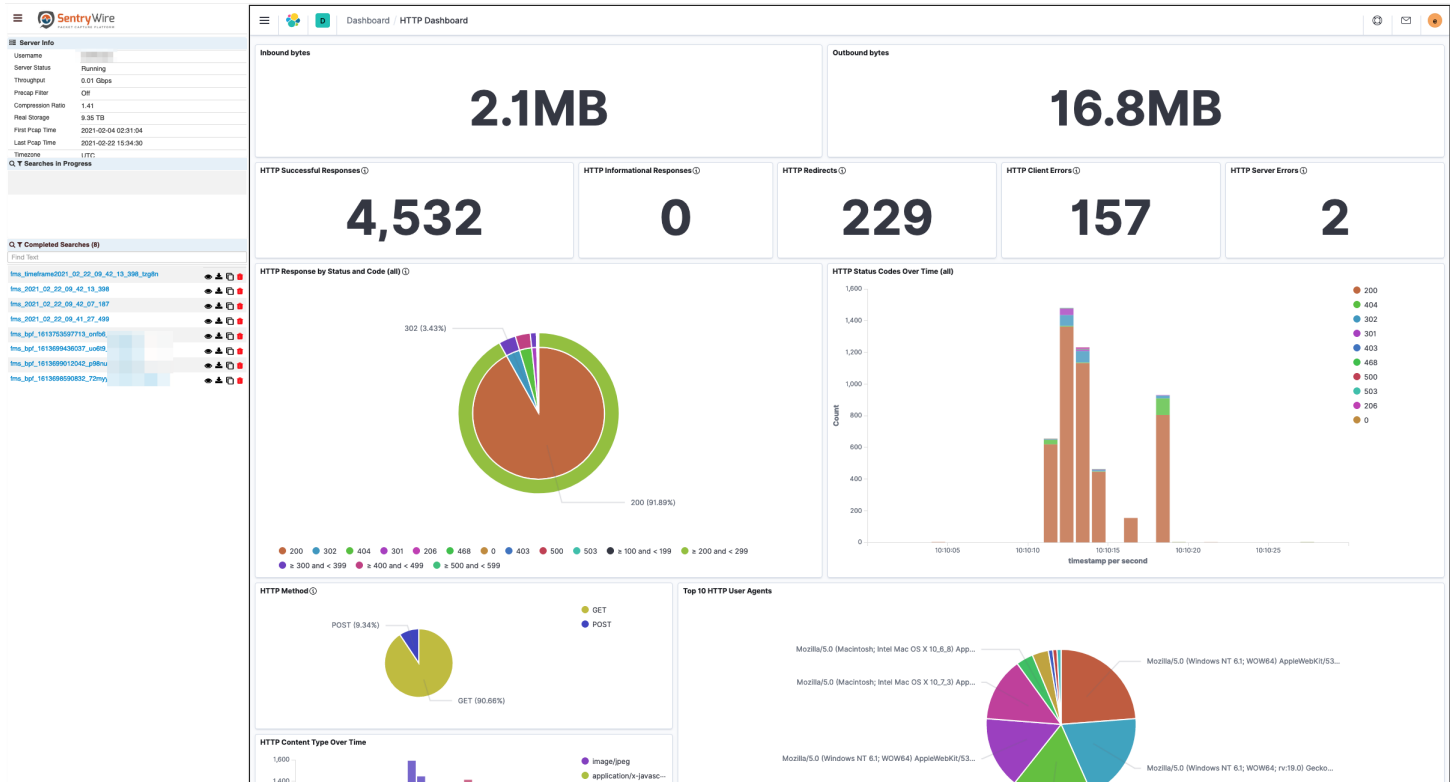 SentryWire
PACKET CAPTURE PLATFORM
Server Info
Username
Server Status Running
Throughput 0.01 Gbps
Precap Filter Off
Compression Ratio 1.41
Real Storage 9.35 TB
First Pcap Time 2021-02-04 02:31:04
Last Pcap Time 2021-02-22 15:34:30
Timezone UTC
Searches In Progress
Completed Searches (8)
Find Text
fms_timeframe2021_02_22_09_42_13_398_tzg8n
fms_2021_02_22_09_42_13_398
fms_2021_02_22_09_42_07_187
fms_2021_02_22_09_41_27_499
fms_bpf_1613753597713_onfb6
fms_bpf_1613699436037_uo6t9
fms_bpf_1613699012042_p98nu
fms_bpf_1613698590832_72myy
D Dashboard / HTTP Dashboard e
Inbound bytes
2.1MB
Outbound bytes
16.8MB
HTTP Successful Responses
4,532
HTTP Informational Responses
0
HTTP Redirects
229
HTTP Client Errors
157
HTTP Server Errors
2
HTTP Response by Status and Code (all)
302 (3.43%)
200 (91.89%)
200 302 404 301 206 468 0 403 500 503 ≥ 100 and < 199 ≥ 200 and < 299
≥ 300 and < 399 ≥ 400 and < 499 ≥ 500 and < 599
HTTP Status Codes Over Time (all)
1,600
1,400
1,200
1,000
800
600
400
200
0
Count
10:10:05 10:10:10 10:10:15 10:10:20 10:10:25
timestamp per second
200
404
302
301
403
468
500
503
206
0
HTTP Method
POST (9.34%)
GET (90.66%)
GET
POST
Top 10 HTTP User Agents
Mozilla/5.0 (Macintosh; Intel Mac OS X 10_6_8) App...
Mozilla/5.0 (Macintosh; Intel Mac OS X 10_7_3) App...
Mozilla/5.0 (Windows NT 6.1; WOW64) AppleWebKit/53...
Mozilla/5.0 (Windows NT 6.1; WOW64) AppleWebKit/53...
Mozilla/5.0 (Windows NT 6.1; WOW64; rv:19.0) Gecko...
HTTP Content Type Over Time
1,600
1,400
image/jpeg
application/x-javasc...